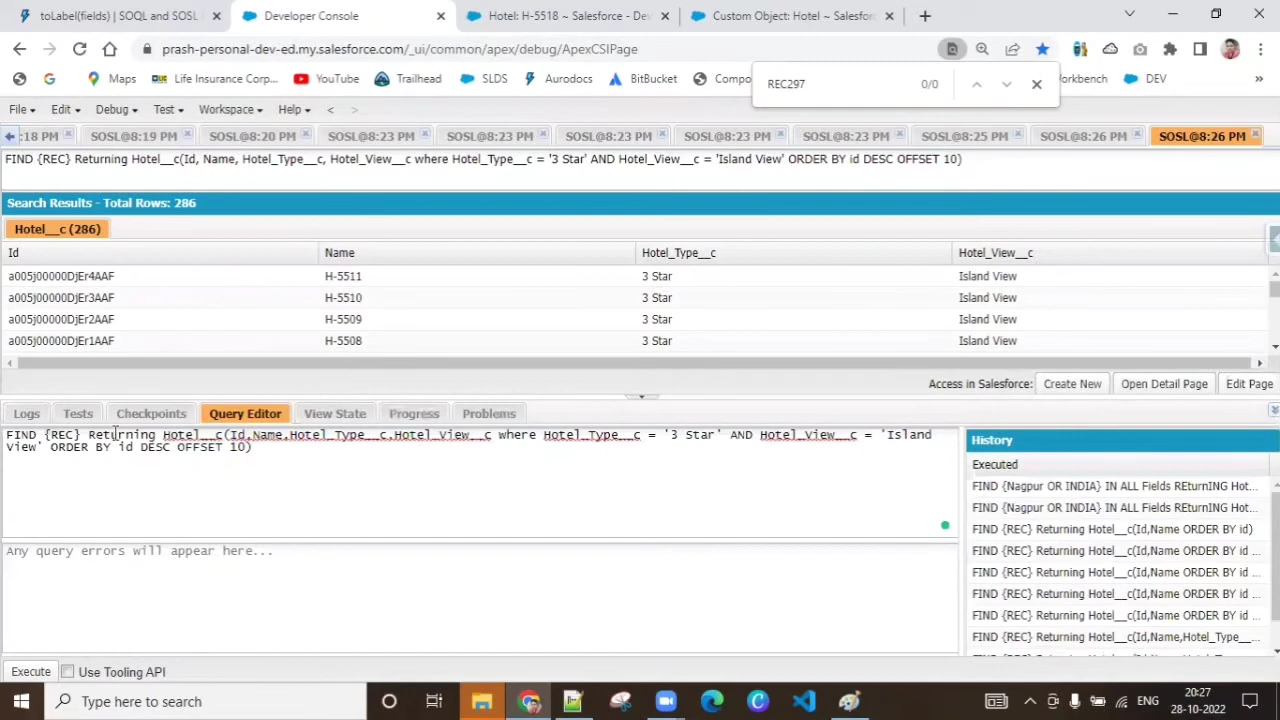 toLabel(fields) | SOQL and SOSL
Developer Console
Hotel: H-5518 ~ Salesforce - Dev
Custom Object: Hotel ~ Salesforc
prash-personal-dev-ed.my.salesforce.com/_ui/common/apex/debug/ApexCSIPage
Maps
Life Insurance Corp...
YouTube
Trailhead
SLDS
Aurodocs
BitBucket
Compo
orkbench
DEV
»
REC297
0/0
File
Edit
Debug
Test
Workspace
Help
<
>
:18 PM
SOSL@8:19 PM
SOSL@8:20 PM
SOSL@8:23 PM
SOSL@8:23 PM
SOSL@8:23 PM
SOSL@8:23 PM
SOSL@8:23 PM
SOSL@8:25 PM
SOSL@8:26 PM
SOSL@8:26 PM
FIND {REC} Returning Hotel__c(Id, Name, Hotel_Type__c, Hotel_View__c where Hotel_Type__c = '3 Star' AND Hotel_View__c = 'Island View' ORDER BY id DESC OFFSET 10)
Search Results - Total Rows: 286
Hotel__c (286)
Id Name Hotel_Type__c Hotel_View__c
a005j00000DjEr4AAF H-5511 3 Star Island View
a005j00000DjEr3AAF H-5510 3 Star Island View
a005j00000DjEr2AAF H-5509 3 Star Island View
a005j00000DjEr1AAF H-5508 3 Star Island View
Access in Salesforce: Create New Open Detail Page Edit Page
Logs
Tests
Checkpoints
Query Editor
View State
Progress
Problems
FIND {REC} Returning Hotel__c(Id,Name,Hotel_Type__c,Hotel_View__c where Hotel_Type__c = '3 Star' AND Hotel_View__c = 'Island
View' ORDER BY id DESC OFFSET 10)
Any query errors will appear here...
History
Executed
FIND {Nagpur OR INDIA} IN ALL Fields REturnING Hot...
FIND {Nagpur OR INDIA} IN ALL Fields REturnING Hot...
FIND {REC} Returning Hotel__c(Id,Name ORDER BY id)
FIND {REC} Returning Hotel__c(Id,Name ORDER BY id ...
FIND {REC} Returning Hotel__c(Id,Name ORDER BY id ...
FIND {REC} Returning Hotel__c(Id,Name ORDER BY id ...
FIND {REC} Returning Hotel__c(Id,Name ORDER BY id ...
FIND {REC} Returning Hotel__c(Id,Name,Hotel_Type__...
Execute
Use Tooling API
Type here to search
ENG
20:27
28-10-2022